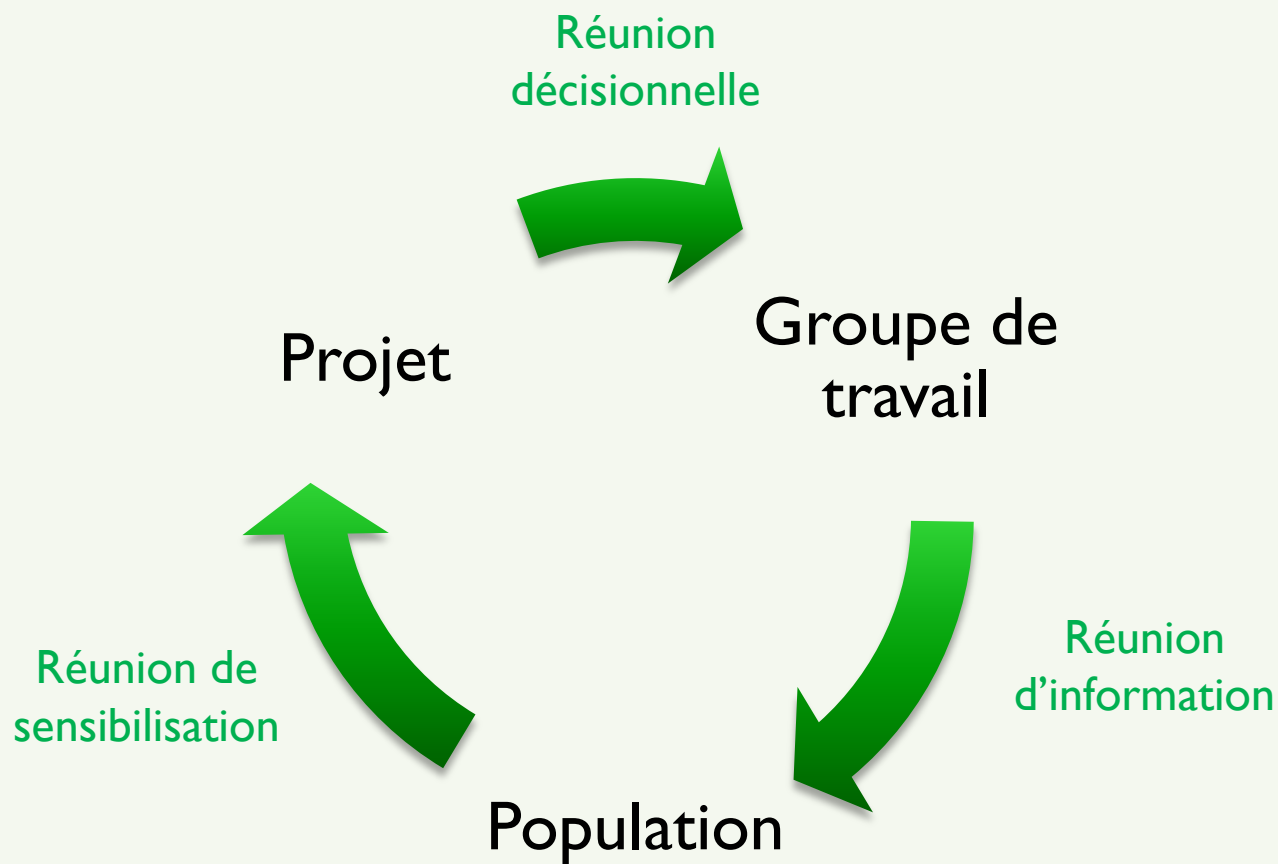 Réunion
décisionnelle
Projet
Groupe de
travail
Réunion de
sensibilisation
Réunion
d’information
Population